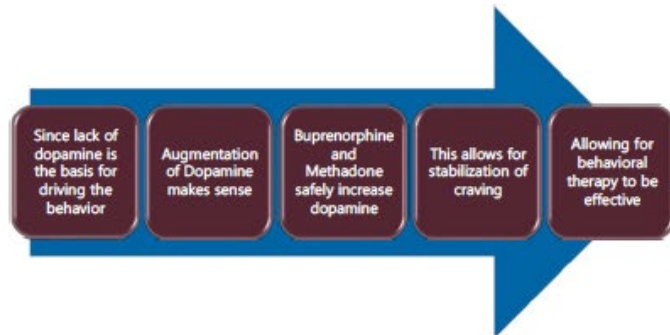 Since lack of
dopamine is
the basis for
driving the
behavior
Augmentation
of Dopamine
makes sense
Buprenorphine
and
Methadone
safely increase
dopamine
This allows for
stabilization of
craving
Allowing for
behavioral
therapy to be
effective